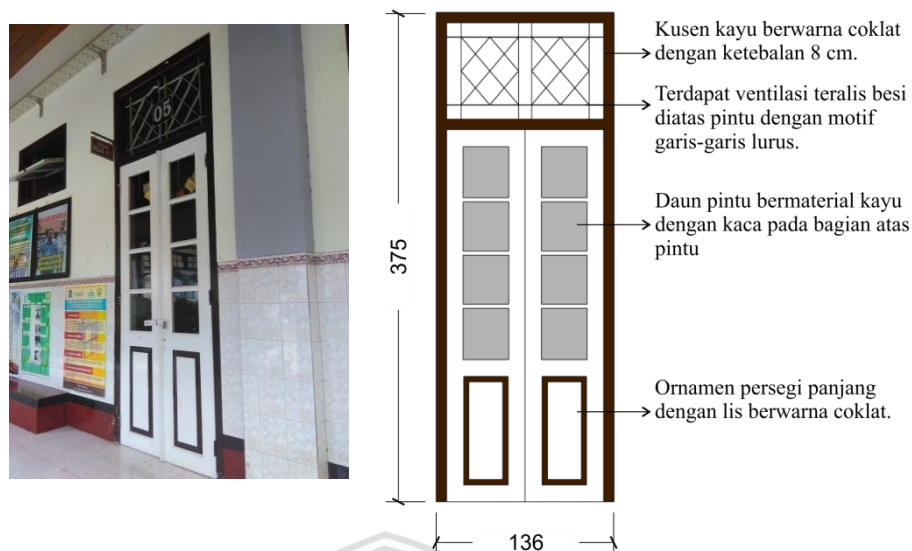 05
375
136
Kusen kayu berwarna coklat
dengan ketebalan 8 cm.
Terdapat ventilasi teralis besi
diatas pintu dengan motif
garis-garis lurus.
Daun pintu bermaterial kayu
dengan kaca pada bagian atas
pintu
Ornamen persegi panjang
dengan lis berwarna coklat.